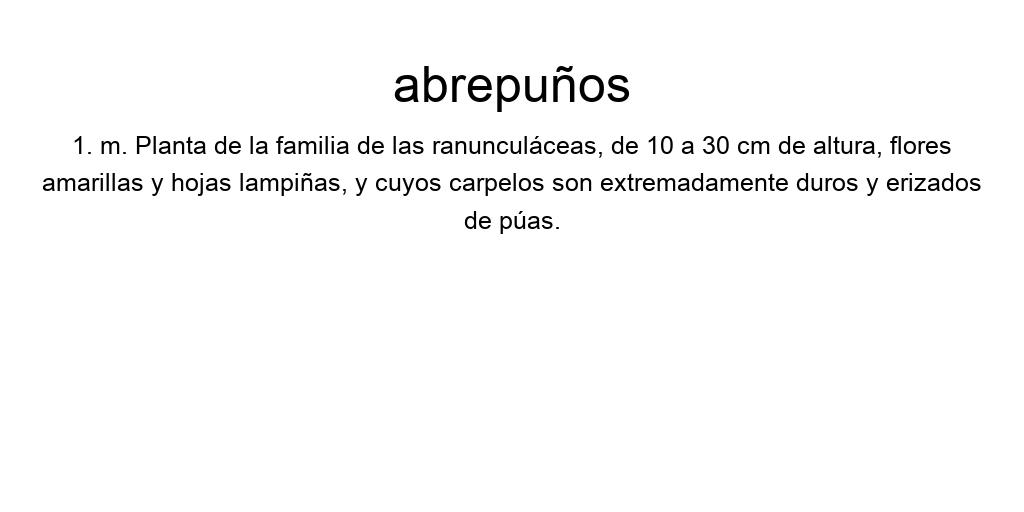 abrepuños
1. m. Planta de la familia de las ranunculáceas, de 10 a 30 cm de altura, flores
amarillas y hojas lampiñas, y cuyos carpelos son extremadamente duros y erizados
de púas.